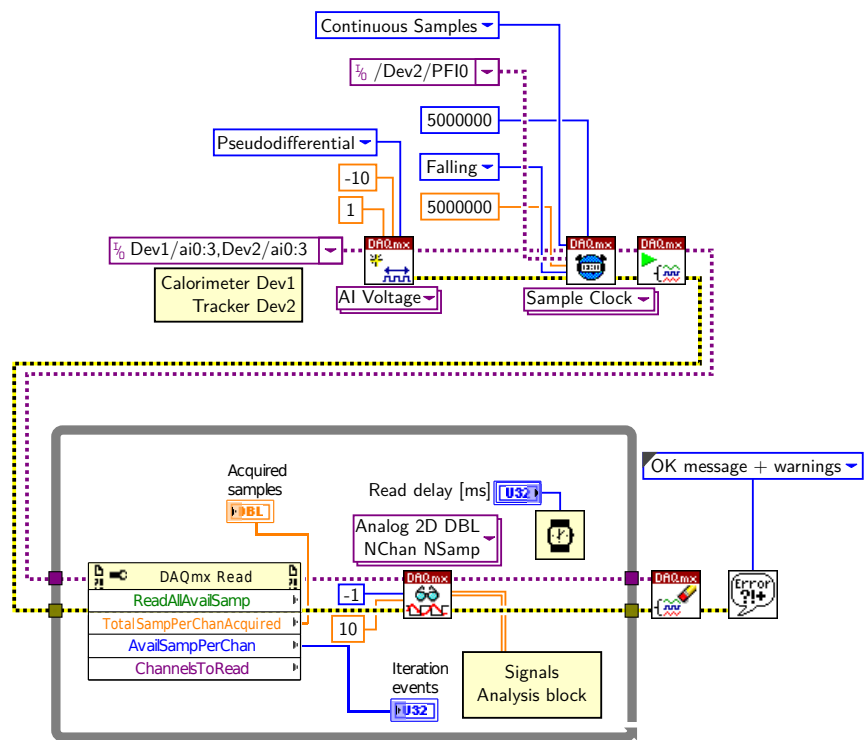 Continuous Samples
I/O /Dev2/PFI0
5000000
Pseudodifferential
Falling
-10
1
5000000
I/O Dev1/ai0:3,Dev2/ai0:3
DAQmx
DAQmx
DAQmx
Calorimeter Dev1
Tracker Dev2
AI Voltage
Sample Clock
OK message + warnings
Acquired
samples
DBL
Read delay [ms]
U32
Analog 2D DBL
NChan NSamp
DAQmx Read
DAQmx
DAQmx
Error
?!+
ReadAllAvailSamp
-1
TotalSampPerChanAcquired
10
AvailSampPerChan
ChannelsToRead
Iteration
events
U32
Signals
Analysis block